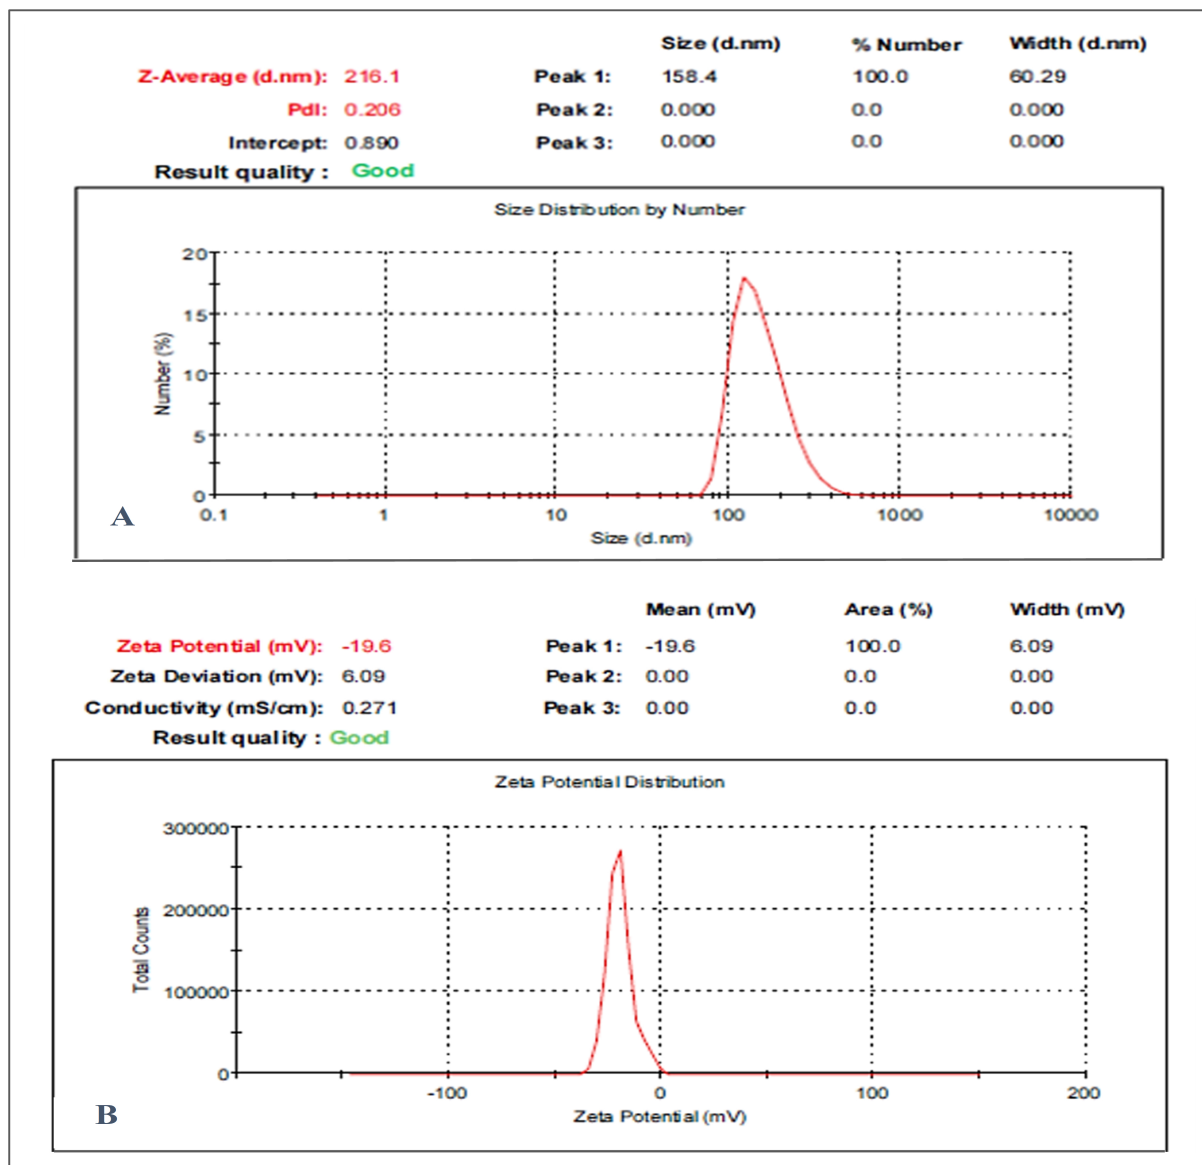 Size (d.nm) % Number Width (d.nm)
Z-Average (d.nm): 216.1 Peak 1: 158.4 100.0 60.29
PdI: 0.206 Peak 2: 0.000 0.0 0.000
Intercept: 0.890 Peak 3: 0.000 0.0 0.000
Result quality : Good
Size Distribution by Number
20
15
10
5
0
Number (%)
0.1 1 10 100 1000 10000
Size (d.nm)
A
Mean (mV) Area (%) Width (mV)
Zeta Potential (mV): -19.6 Peak 1: -19.6 100.0 6.09
Zeta Deviation (mV): 6.09 Peak 2: 0.00 0.0 0.00
Conductivity (mS/cm): 0.271 Peak 3: 0.00 0.0 0.00
Result quality : Good
Zeta Potential Distribution
300000
200000
100000
0
Total Counts
-100 0 100 200
Zeta Potential (mV)
B